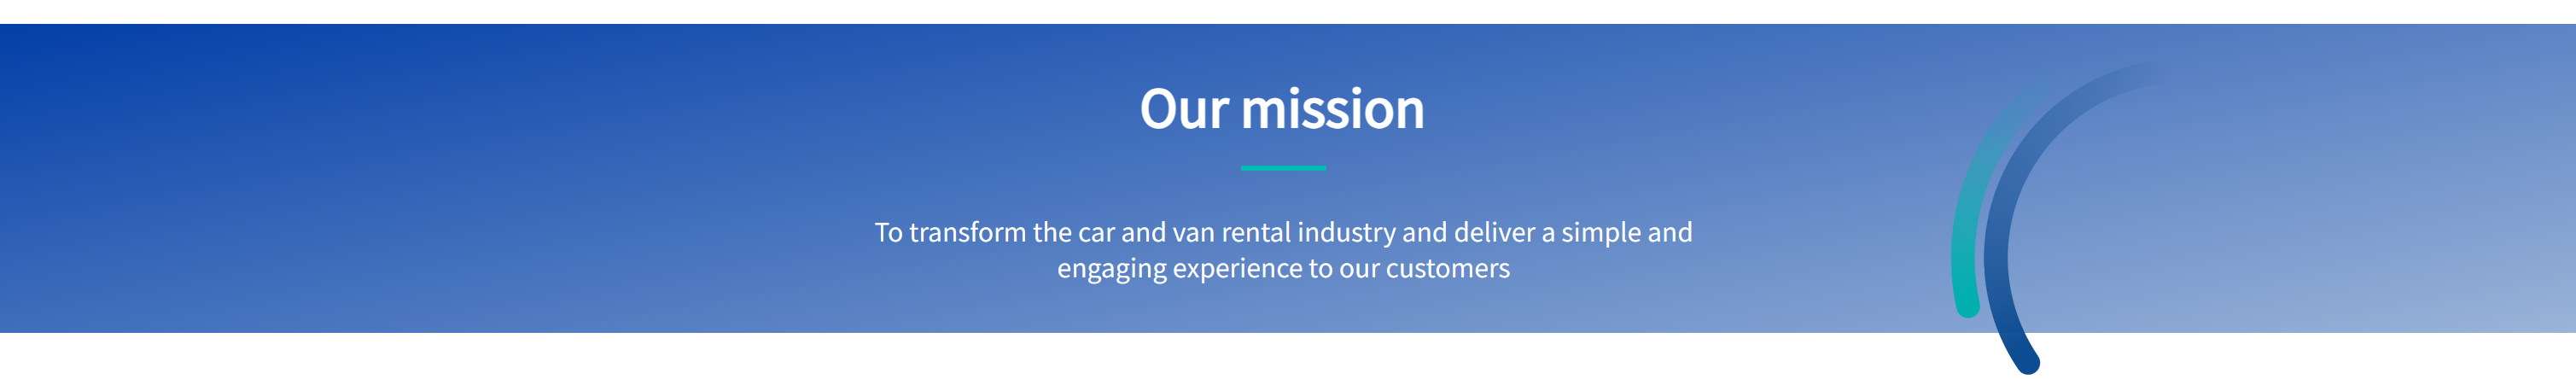 Our mission
To transform the car and van rental industry and deliver a simple and
engaging experience to our customers